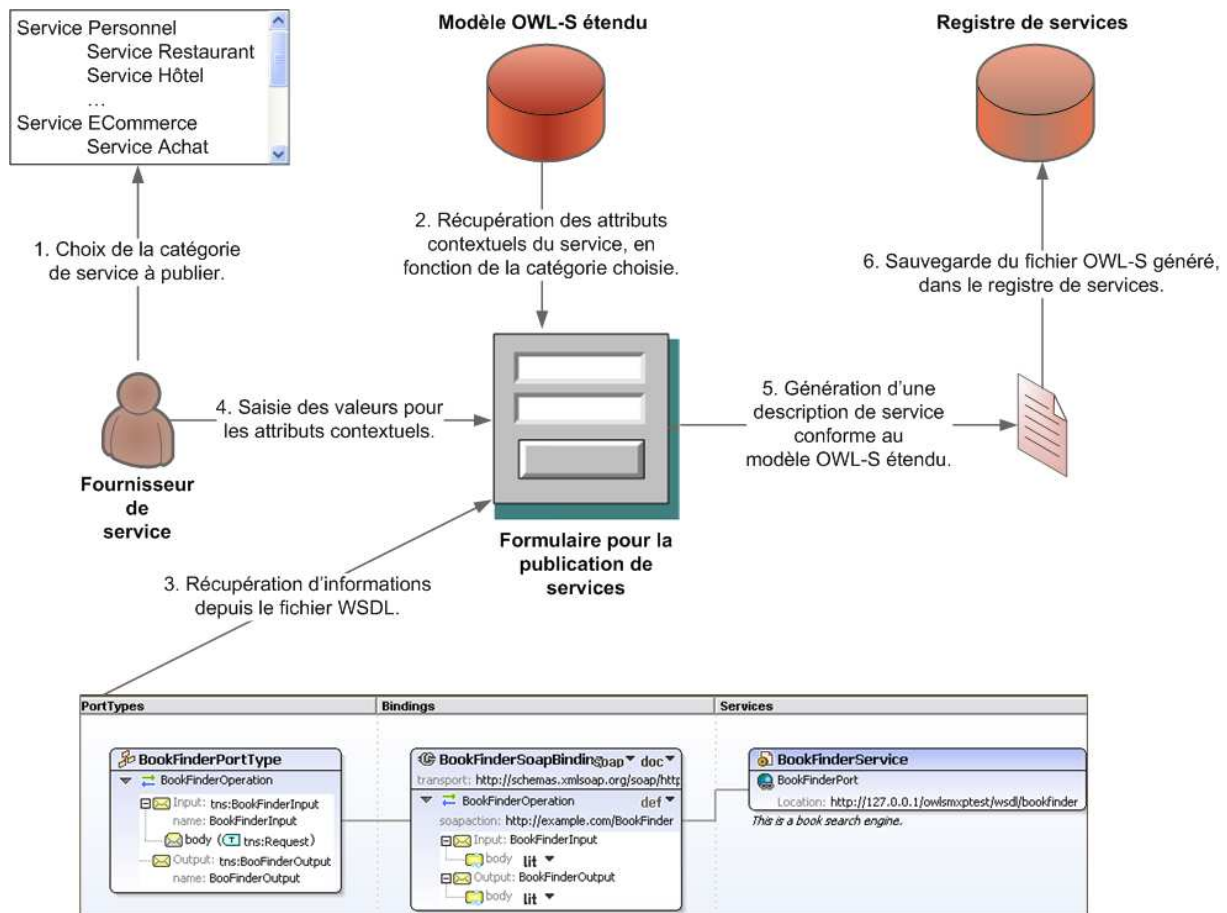 Service Personnel
Service Restaurant
Service Hôtel
...
Service ECommerce
Service Achat
Modèle OWL-S étendu
Registre de services
1. Choix de la catégorie
de service à publier.
2. Récupération des attributs
contextuels du service, en
fonction de la catégorie choisie.
6. Sauvegarde du fichier OWL-S généré,
dans le registre de services.
4. Saisie des valeurs pour
les attributs contextuels.
5. Génération d'une
description de service
conforme au
modèle OWL-S étendu.
Fournisseur
de
service
Formulaire pour la
publication de
services
3. Récupération d'informations
depuis le fichier WSDL.
PortTypes
Bindings
Services
BookFinderPortType
BookFinderOperation
Input: tns:BookFinderInput
name: BookFinderInput
body (T tns:Request)
Output: tns:BooFinderOutput
name: BooFinderOutput
BookFinderSoapBinding soap doc
transport: http://schemas.xmlsoap.org/soap/http
BookFinderOperation def
soapaction: http://example.com/BookFinder
Input: BookFinderInput
body lit
Output: BookFinderOutput
body lit
BookFinderService
BookFinderPort
Location: http://127.0.0.1/owlsmxptest/wsdl/bookfinder
This is a book search engine.